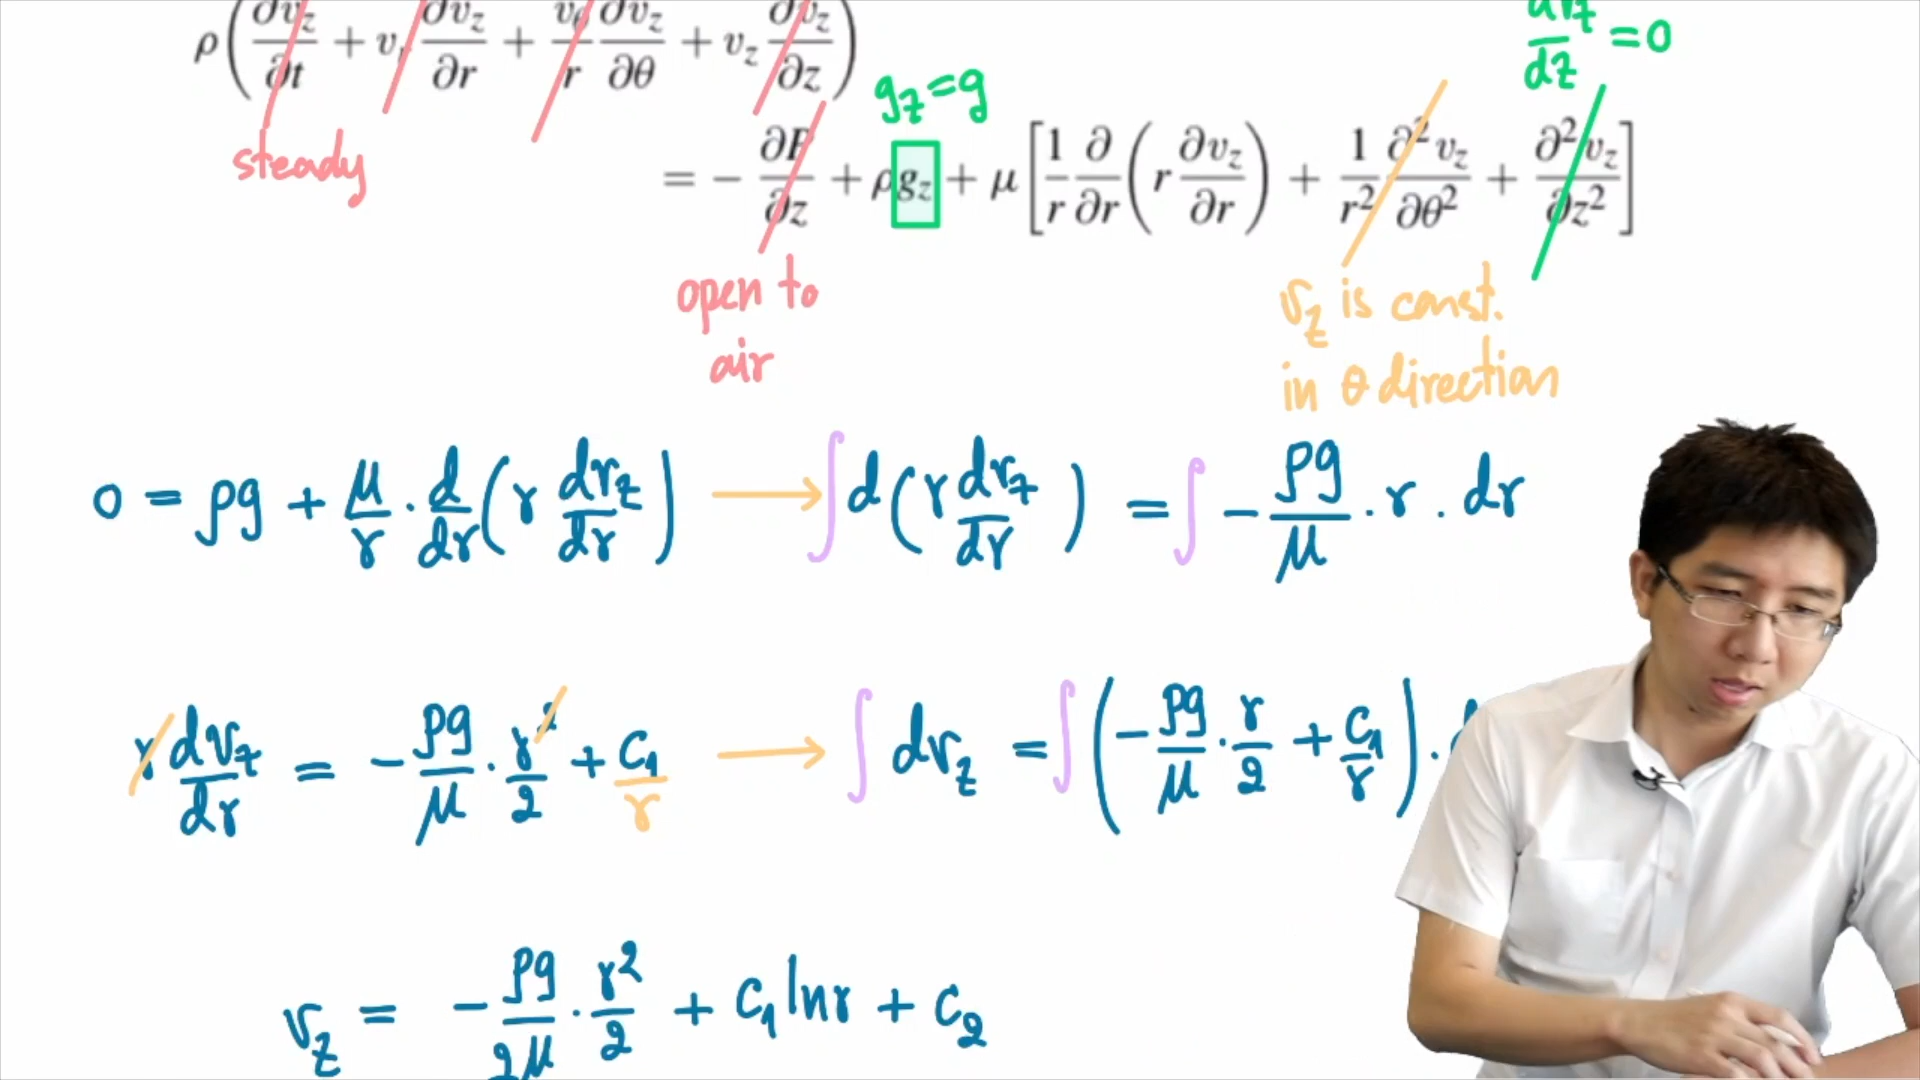 ρ(∂v_z/∂t + v_r ∂v_z/∂r + v_θ/r ∂v_z/∂θ + v_z ∂v_z/∂z)
dv_z/dz = 0
g_z = g
steady
= − ∂P/∂z + ρg_z + μ[1/r ∂/∂r (r ∂v_z/∂r) + 1/r² ∂²v_z/∂θ² + ∂²v_z/∂z²]
open to
air
v_z is const.
in θ direction
0 = ρg + μ/r · d/dr (r dv_z/dr) → ∫ d(r dv_z/dr) = ∫ − ρg/μ · r · dr
r dv_z/dr = − ρg/μ · r²/2 + C₁/r → ∫ dv_z = ∫ (− ρg/μ · r/2 + C₁/r) ·
v_z = − ρg/2μ · r²/2 + C₁ ln r + C₂